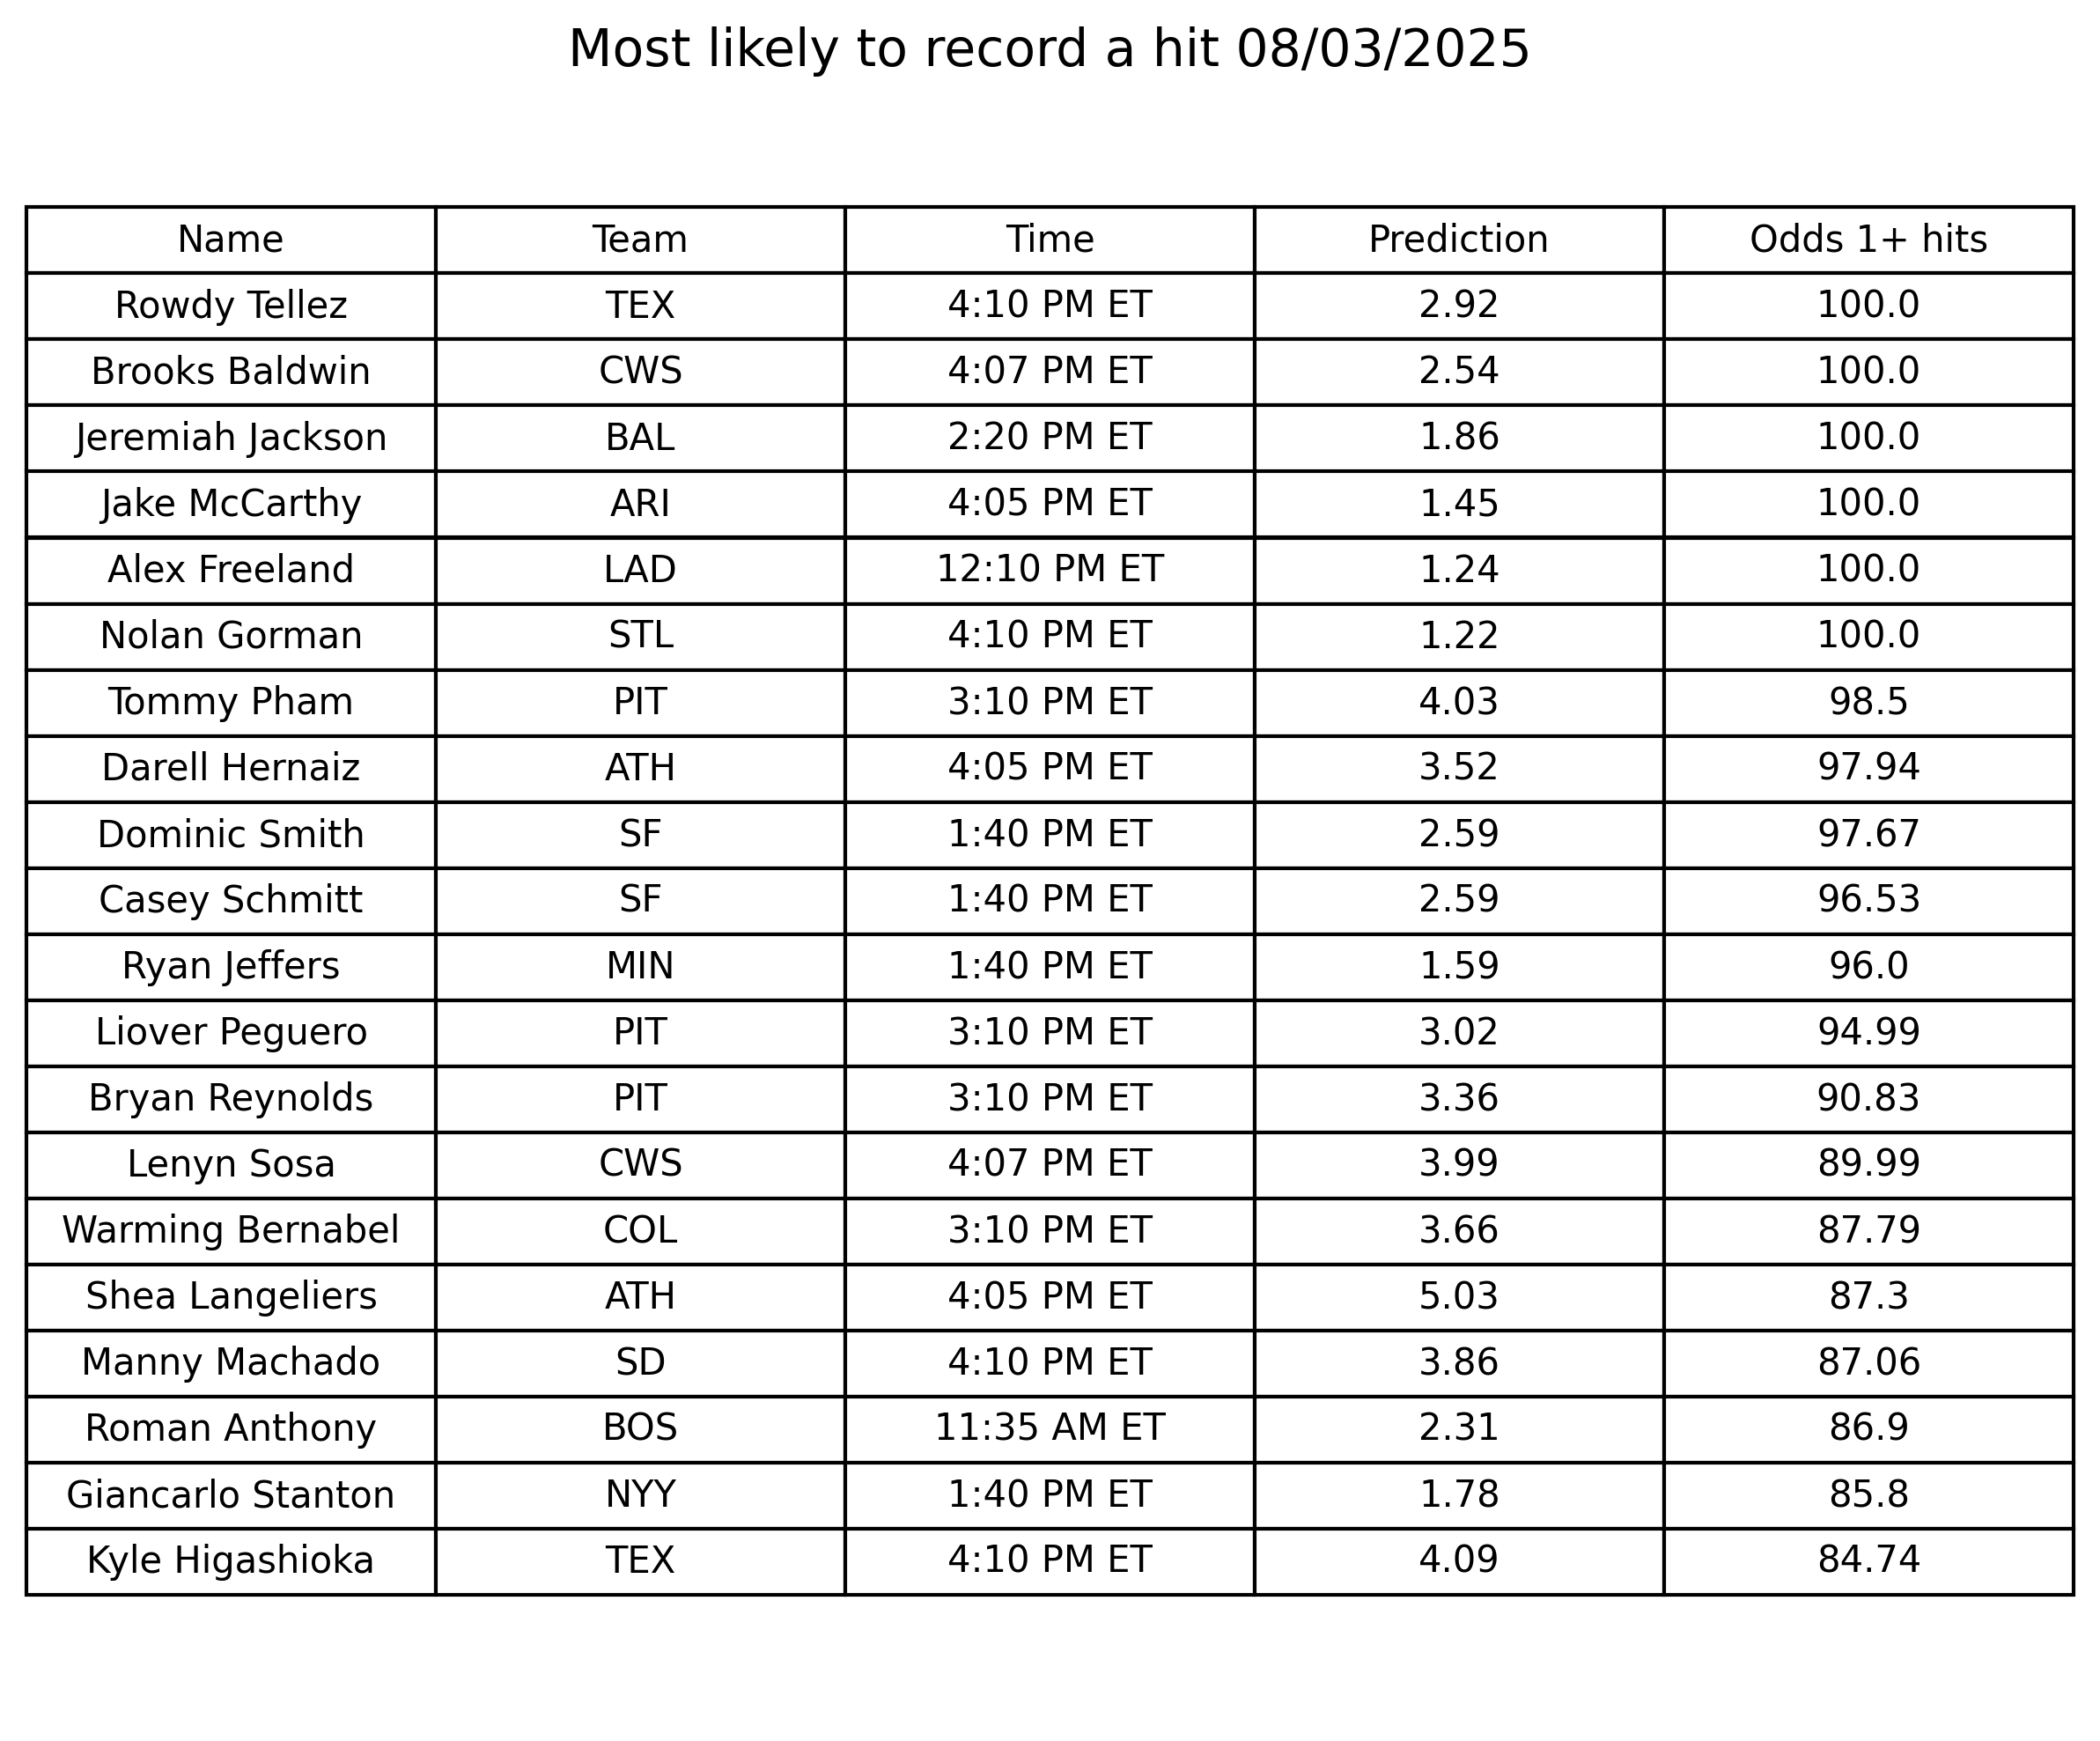 Most likely to record a hit 08/03/2025
Name Team Time Prediction Odds 1+ hits
Rowdy Tellez TEX 4:10 PM ET 2.92 100.0
Brooks Baldwin CWS 4:07 PM ET 2.54 100.0
Jeremiah Jackson BAL 2:20 PM ET 1.86 100.0
Jake McCarthy ARI 4:05 PM ET 1.45 100.0
Alex Freeland LAD 12:10 PM ET 1.24 100.0
Nolan Gorman STL 4:10 PM ET 1.22 100.0
Tommy Pham PIT 3:10 PM ET 4.03 98.5
Darell Hernaiz ATH 4:05 PM ET 3.52 97.94
Dominic Smith SF 1:40 PM ET 2.59 97.67
Casey Schmitt SF 1:40 PM ET 2.59 96.53
Ryan Jeffers MIN 1:40 PM ET 1.59 96.0
Liover Peguero PIT 3:10 PM ET 3.02 94.99
Bryan Reynolds PIT 3:10 PM ET 3.36 90.83
Lenyn Sosa CWS 4:07 PM ET 3.99 89.99
Warming Bernabel COL 3:10 PM ET 3.66 87.79
Shea Langeliers ATH 4:05 PM ET 5.03 87.3
Manny Machado SD 4:10 PM ET 3.86 87.06
Roman Anthony BOS 11:35 AM ET 2.31 86.9
Giancarlo Stanton NYY 1:40 PM ET 1.78 85.8
Kyle Higashioka TEX 4:10 PM ET 4.09 84.74